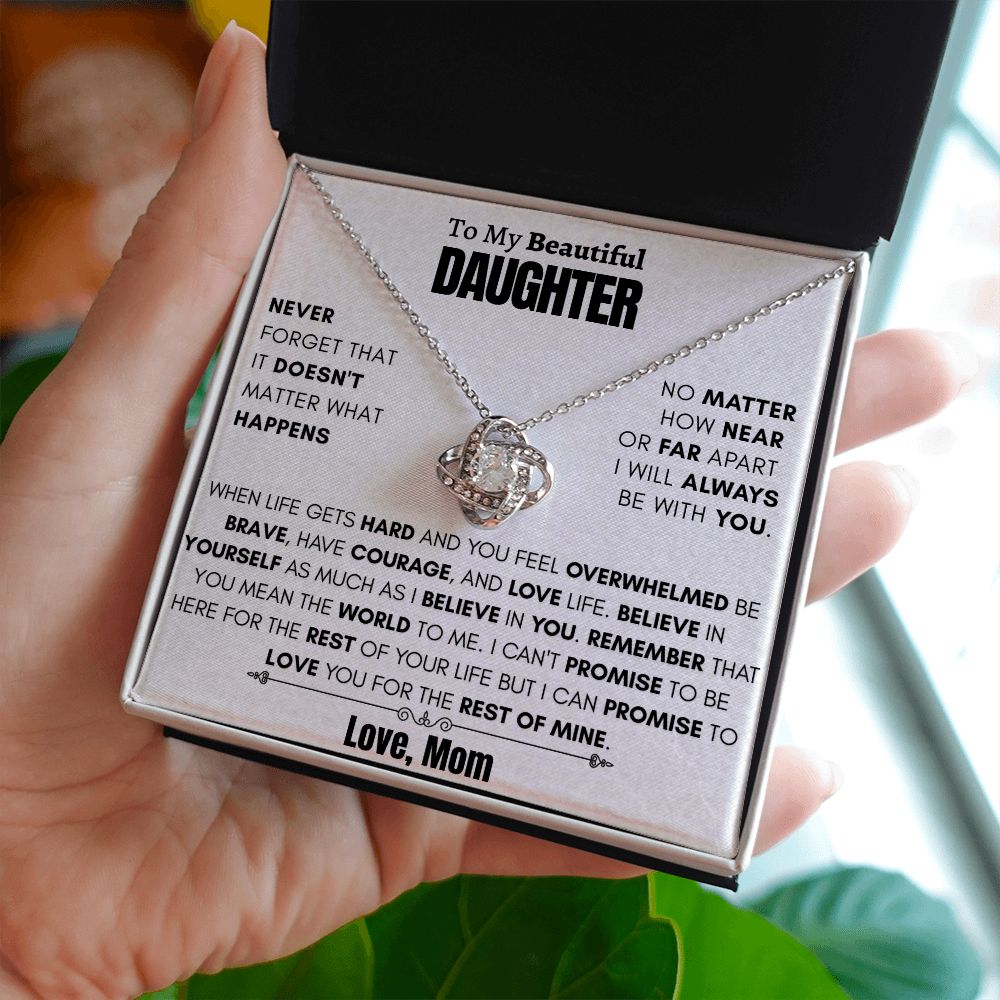 To My Beautiful
DAUGHTER
NEVER
FORGET THAT
IT DOESN'T
MATTER WHAT
HAPPENS
NO MATTER
HOW NEAR
OR FAR APART
I WILL ALWAYS
BE WITH YOU.
WHEN LIFE GETS HARD AND YOU FEEL OVERWHELMED BE
BRAVE, HAVE COURAGE, AND LOVE LIFE. BELIEVE IN
YOURSELF AS MUCH AS I BELIEVE IN YOU. REMEMBER THAT
YOU MEAN THE WORLD TO ME. I CAN'T PROMISE TO BE
HERE FOR THE REST OF YOUR LIFE BUT I CAN PROMISE TO
LOVE YOU FOR THE REST OF MINE.
Love, Mom